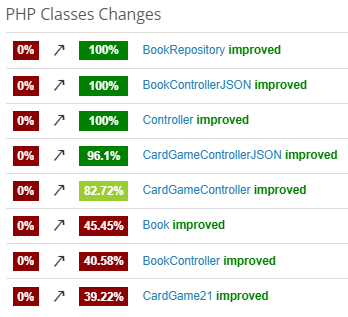 PHP Classes Changes
0% ↗ 100% BookRepository improved
0% ↗ 100% BookControllerJSON improved
0% ↗ 100% Controller improved
0% ↗ 96.1% CardGameControllerJSON improved
0% ↗ 82.72% CardGameController improved
0% ↗ 45.45% Book improved
0% ↗ 40.58% BookController improved
0% ↗ 39.22% CardGame21 improved